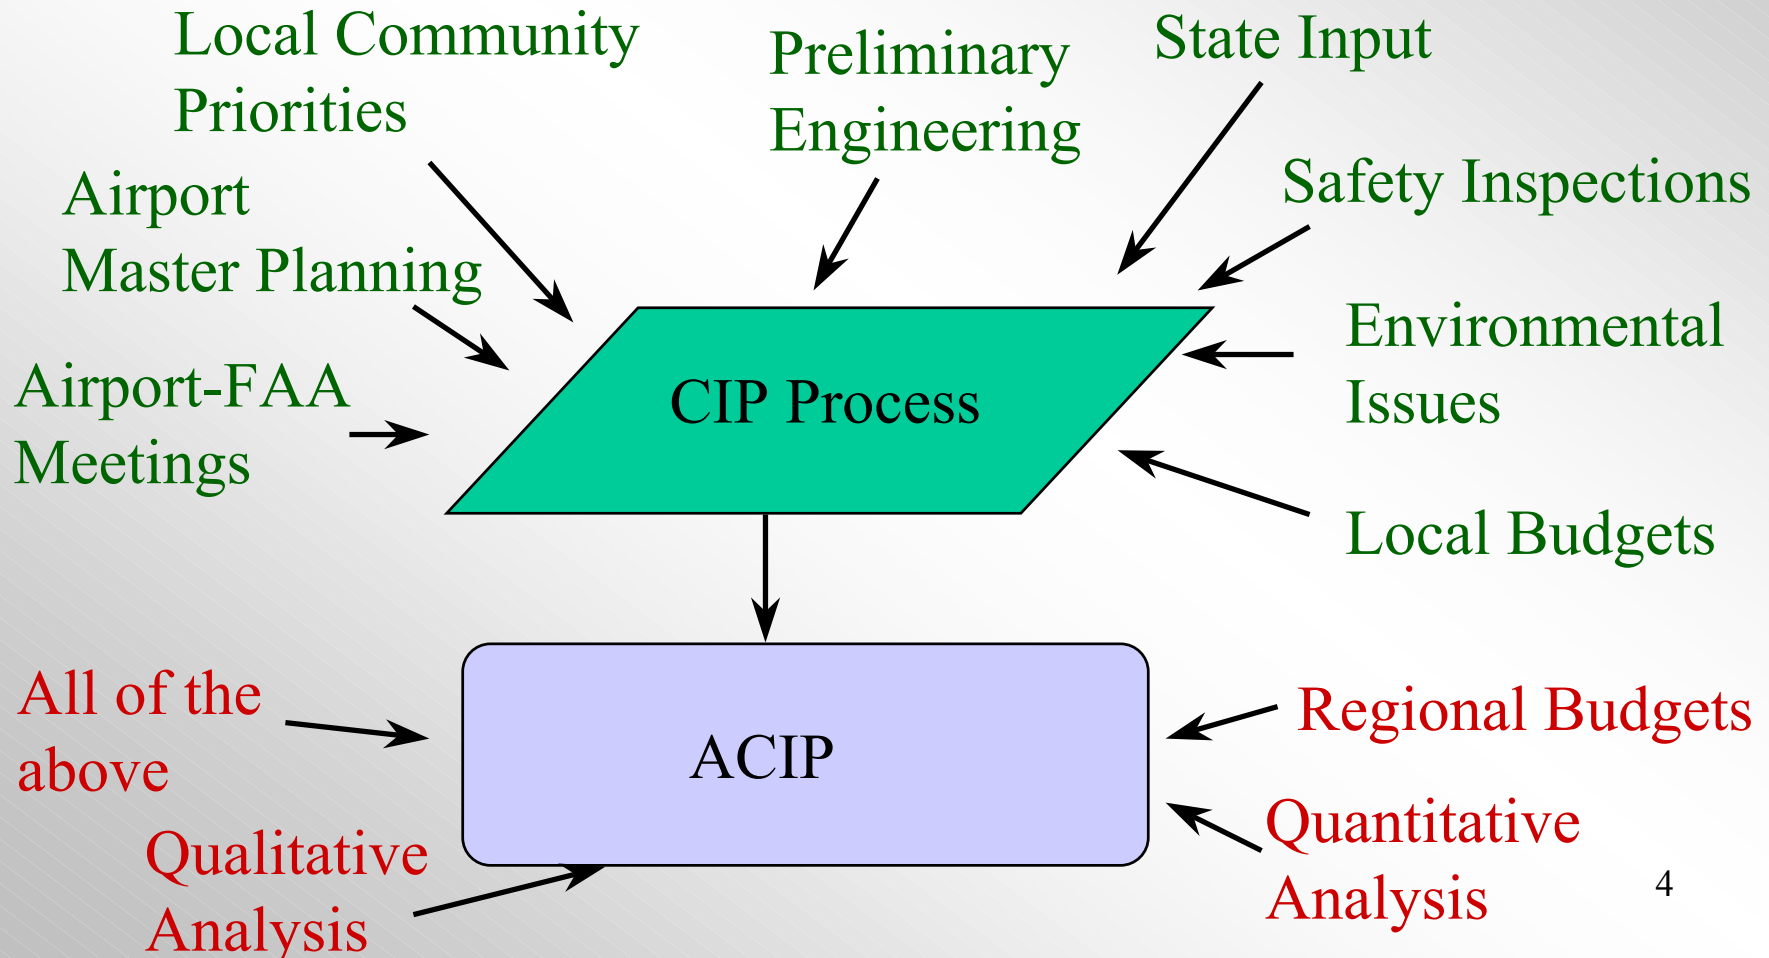 Local Community
Priorities
Preliminary
Engineering
State Input
Airport
Master Planning
Safety Inspections
Airport-FAA
Meetings
CIP Process
Environmental
Issues
Local Budgets
All of the
above
ACIP
Regional Budgets
Qualitative
Analysis
Quantitative
Analysis
4